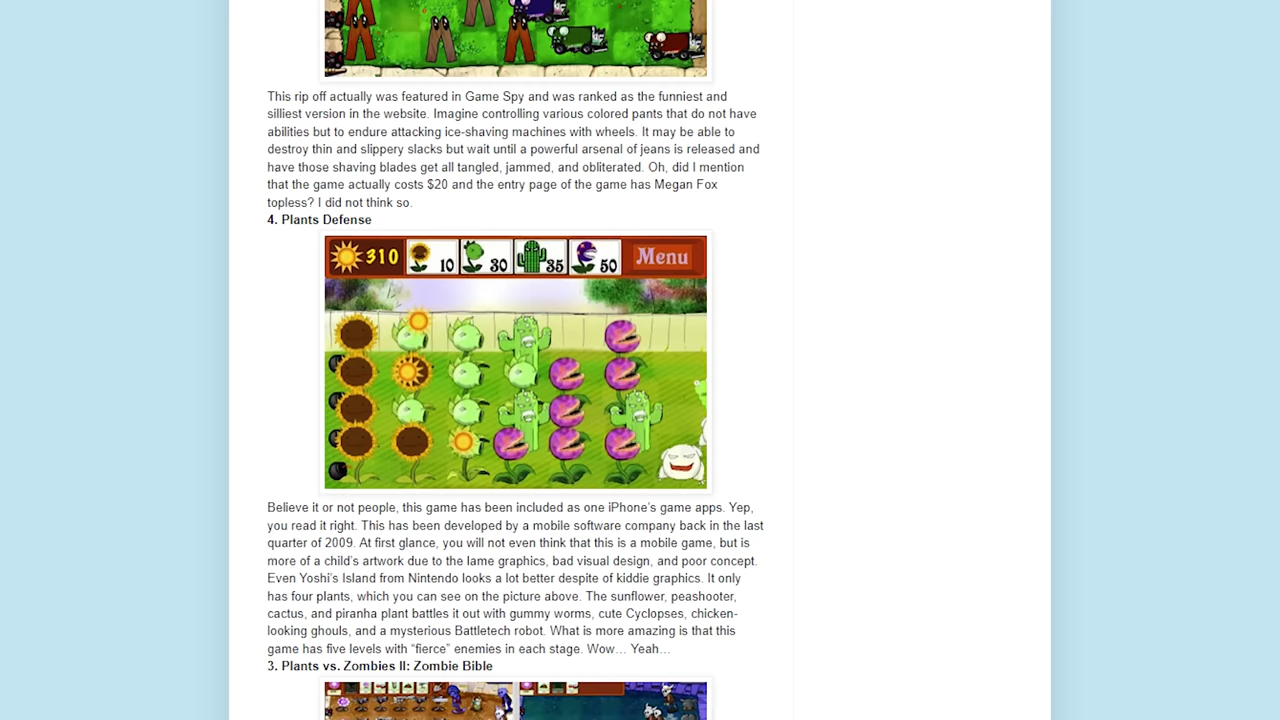 This rip off actually was featured in Game Spy and was ranked as the funniest and
silliest version in the website. Imagine controlling various colored pants that do not have
abilities but to endure attacking ice-shaving machines with wheels. It may be able to
destroy thin and slippery slacks but wait until a powerful arsenal of jeans is released and
have those shaving blades get all tangled, jammed, and obliterated. Oh, did I mention
that the game actually costs $20 and the entry page of the game has Megan Fox
topless? I did not think so.
4. Plants Defense
310 10 30 35 50 Menu
Believe it or not people, this game has been included as one iPhone's game apps. Yep,
you read it right. This has been developed by a mobile software company back in the last
quarter of 2009. At first glance, you will not even think that this is a mobile game, but is
more of a child's artwork due to the lame graphics, bad visual design, and poor concept.
Even Yoshi's Island from Nintendo looks a lot better despite of kiddie graphics. It only
has four plants, which you can see on the picture above. The sunflower, peashooter,
cactus, and piranha plant battles it out with gummy worms, cute Cyclopses, chicken-
looking ghouls, and a mysterious Battletech robot. What is more amazing is that this
game has five levels with “fierce” enemies in each stage. Wow… Yeah…
3. Plants vs. Zombies II: Zombie Bible